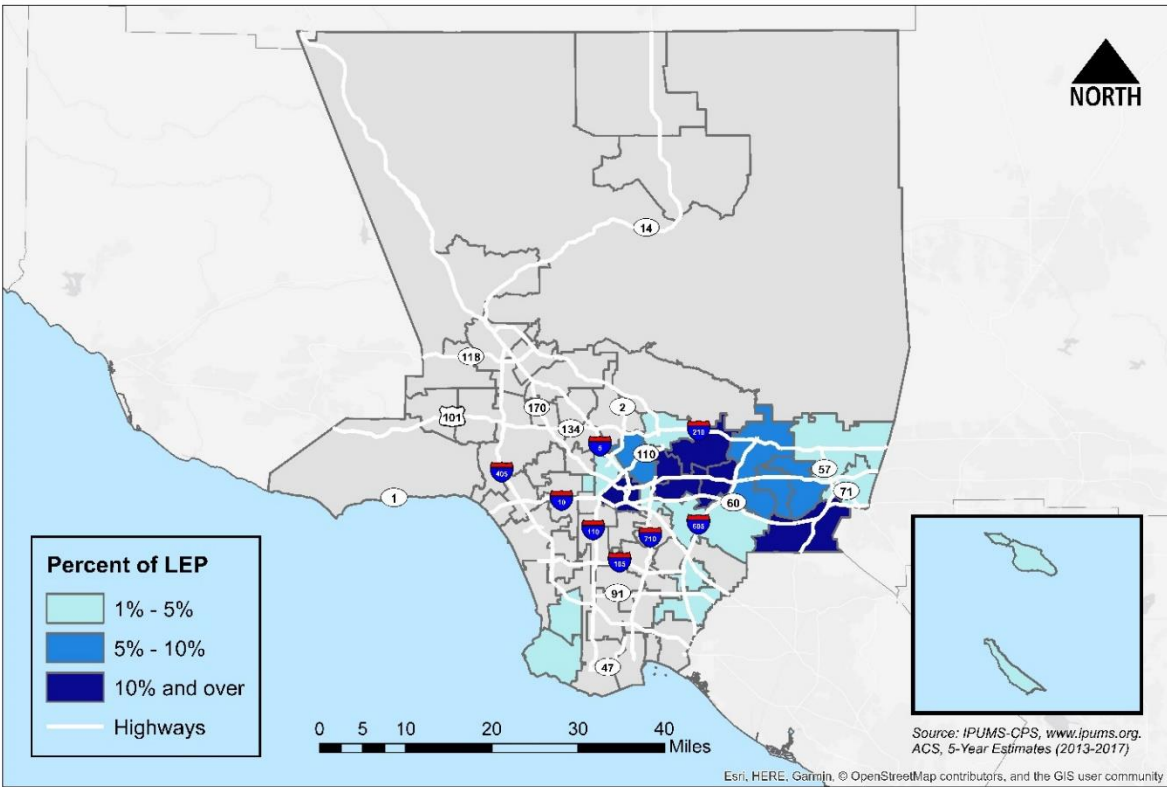 NORTH
14
118
101
170
134
2
5
110
210
57
71
60
405
1
10
110
710
605
105
91
47
Percent of LEP
1% - 5%
5% - 10%
10% and over
Highways
0 5 10 20 30 40
Miles
Source: IPUMS-CPS, www.ipums.org.
ACS, 5-Year Estimates (2013-2017)
Esri, HERE, Garmin, © OpenStreetMap contributors, and the GIS user community